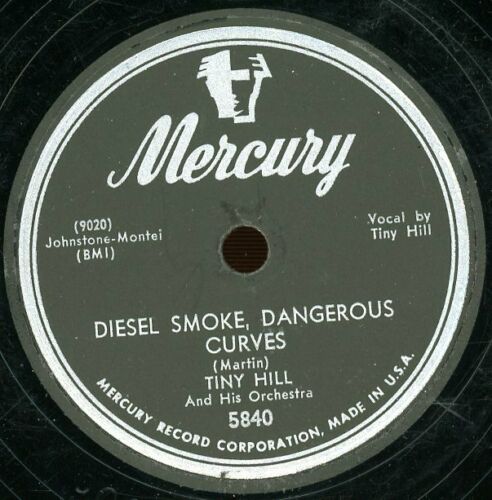 Mercury
(9020)
Johnstone-Montei
(BMI)
Vocal by
Tiny Hill
DIESEL SMOKE, DANGEROUS
CURVES
(Martin)
TINY HILL
And His Orchestra
5840
MERCURY RECORD CORPORATION, MADE IN U.S.A.